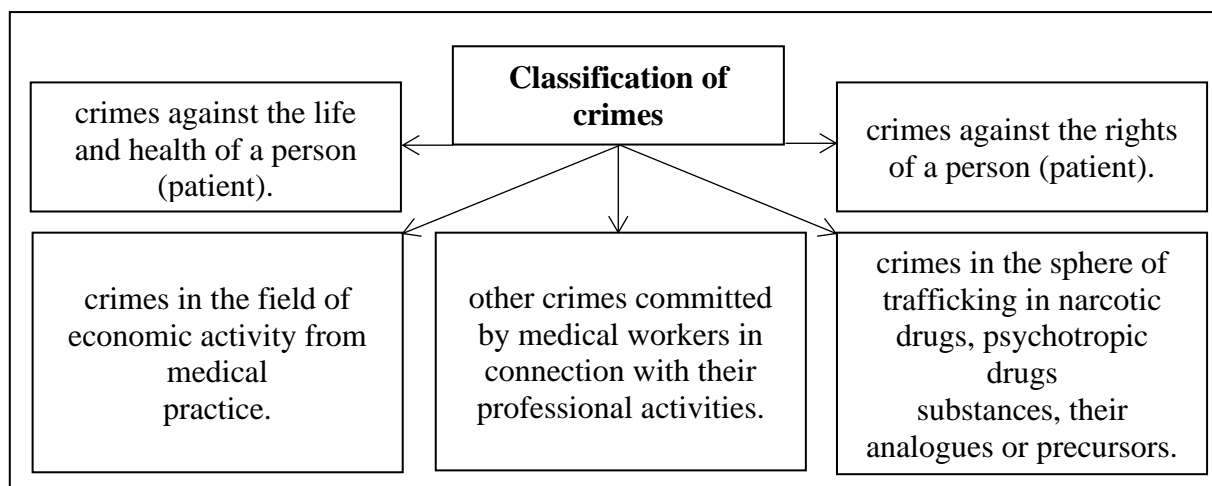 Classification of
crimes
crimes against the life
and health of a person
(patient).
crimes against the rights
of a person (patient).
crimes in the field of
economic activity from
medical
practice.
other crimes committed
by medical workers in
connection with their
professional activities.
crimes in the sphere of
trafficking in narcotic
drugs, psychotropic
drugs
substances, their
analogues or precursors.